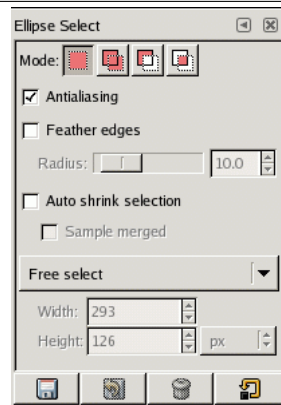 Ellipse Select
Mode:
Antialiasing
Feather edges
Radius: 10.0
Auto shrink selection
Sample merged
Free select
Width: 293
Height: 126 px